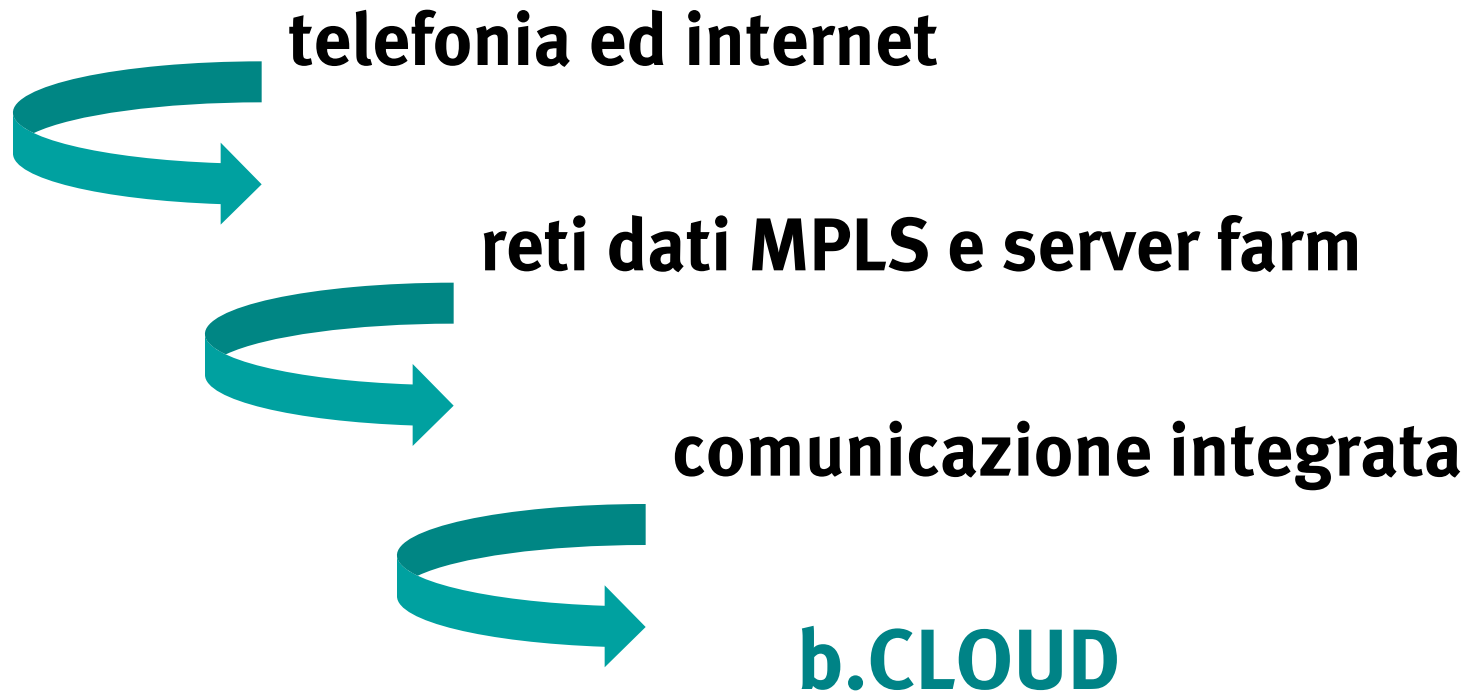 telefonia ed internet
reti dati MPLS e server farm
comunicazione integrata
b.CLOUD